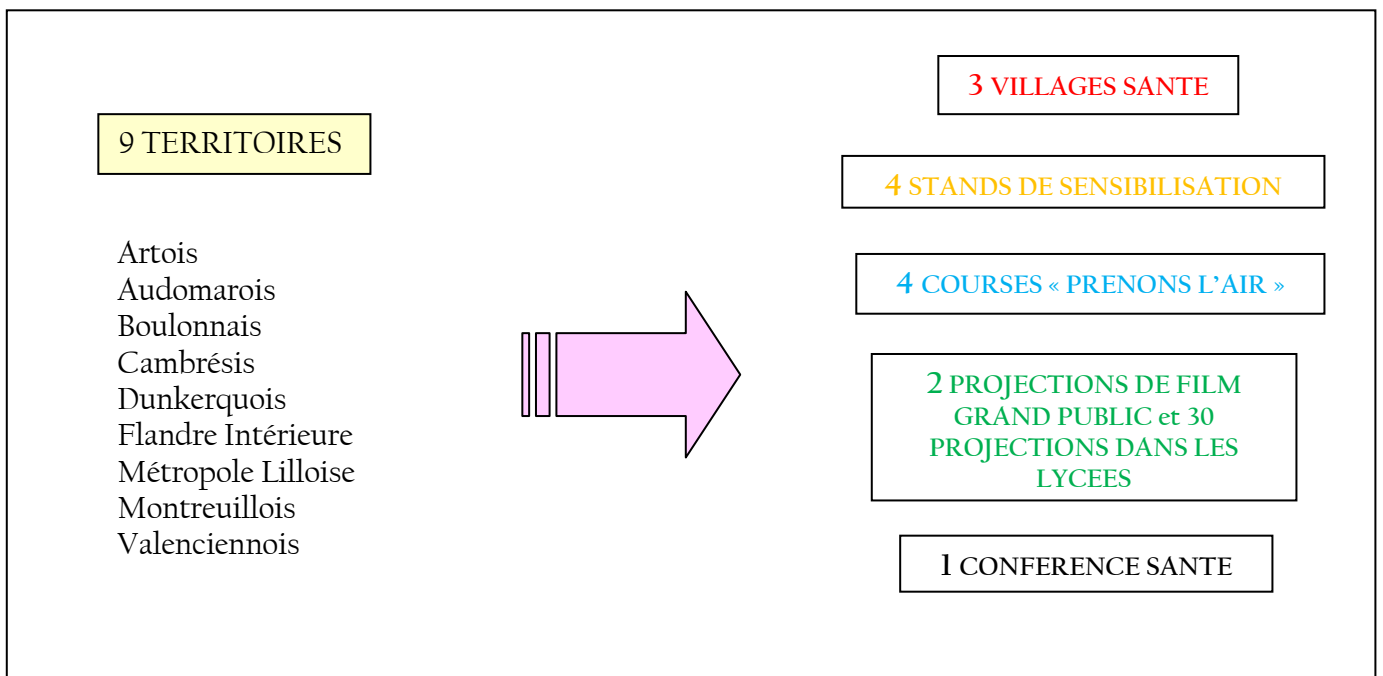 9 TERRITOIRES
Artois
Audomarois
Boulonnais
Cambrésis
Dunkerquois
Flandre Intérieure
Métropole Lilloise
Montreuillois
Valenciennois
3 VILLAGES SANTE
4 STANDS DE SENSIBILISATION
4 COURSES « PRENONS L’AIR »
2 PROJECTIONS DE FILM
GRAND PUBLIC et 30
PROJECTIONS DANS LES
LYCEES
1 CONFERENCE SANTE